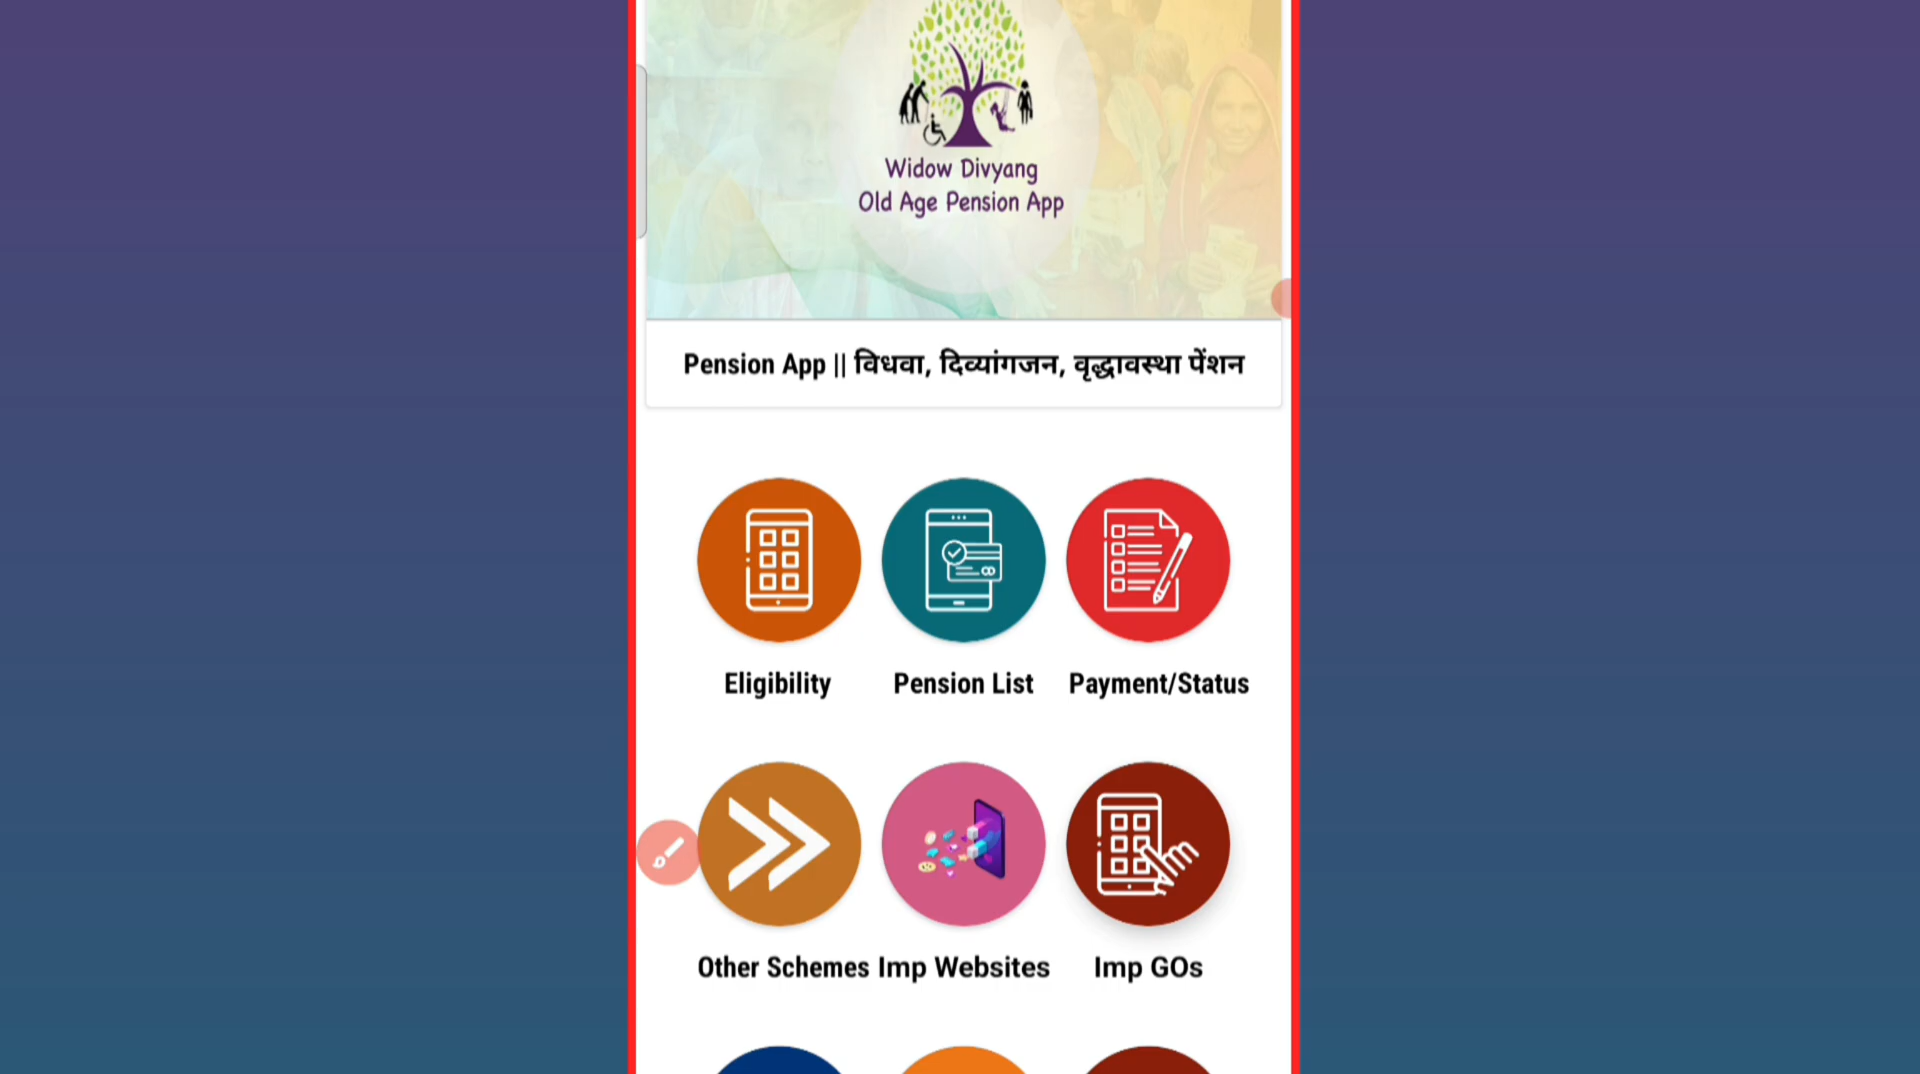 Widow Divyang
Old Age Pension App
Pension App || विधवा, दिव्यांगजन, वृद्धावस्था पेंशन
Eligibility
Pension List
Payment/Status
Other Schemes
Imp Websites
Imp GOs